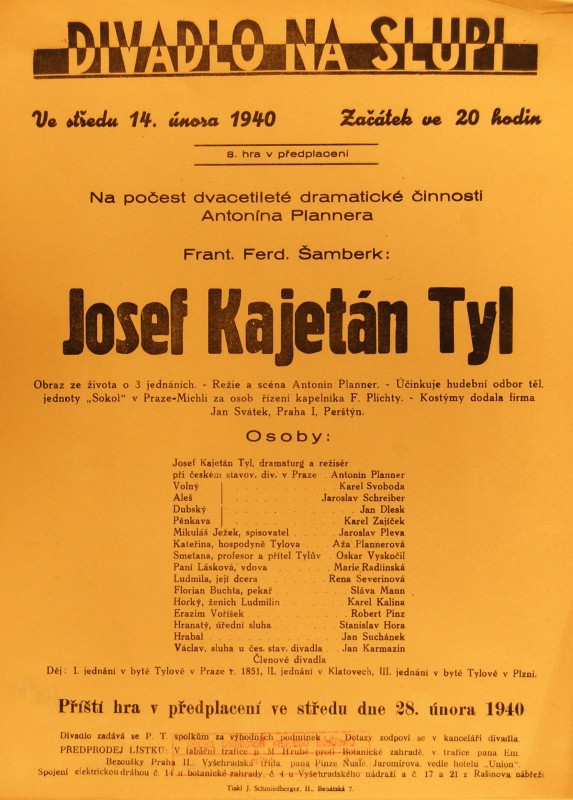 DIVADLO NA SLUPI
Ve středu 14. února 1940 Začátek ve 20 hodin
8. hra v předplacení
Na počest dvacetileté dramatické činnosti
Antonína Plannera
Frant. Ferd. Šamberk:
Josef Kajetán Tyl
Obraz ze života o 3 jednáních. - Režie a scéna Antonín Planner. - Účinkuje hudební odbor těl.
jednoty „Sokol" v Praze-Michli za osob řízení kapelníka F. Plichty. - Kostýmy dodala firma
Jan Svátek, Praha I, Perštýn.
Osoby:
Josef Kajetán Tyl, dramaturg a režisér
při českém stavov. div. v Praze . Antonín Planner
Volný . . . . . Karel Svoboda
Aleš . . . . . Jaroslav Schreiber
Dubský . . . . . Jan Dlesk
Pěnkava . . . . . Karel Zajíček
Mikuláš Ježek, spisovatel . . . Jaroslav Pleva
Kateřina, hospodyně Tylova . . Aža Plannerová
Smetana, profesor a přítel Tylův Oskar Vyskočil
Paní Lásková, vdova . . . Marie Radlinská
Ludmila, její dcera . . . Rena Severinová
Florian Buchta, pekař . . . Sláva Mann
Horký, ženich Ludmilin . . . Karel Kalina
Erazim Voříšek . . . Robert Pinz
Hranatý, úřední sluha . . . Stanislav Hora
Hrabal . . . Jan Suchánek
Václav, sluha u čes. stav. divadla . Jan Karmazin
Členové divadla
Děj: I. jednání v bytě Tylově v Praze r. 1851, II. jednání v Klatovech, III. jednání v bytě Tylově v Plzni.
Příští hra v předplacení ve středu dne 28. února 1940
Divadlo zadává se P. T. spolkům za výhodných podmínek . Dotazy zodpoví se v kanceláři divadla.
PŘEDPRODEJ LÍSTKŮ: V tabáční trafice p. M. Hrubé proti Botanické zahradě. v trafice pana Em.
Bezoušky Praha II., Vyšehradská třída. pana Pinze Nusle. Jaromírova. vedle hotelu „Union".
Spojení elektrickou dráhou č. 14 u botanické zahrady. č. 4 u Vyšehradského nádraží a č. 17 a 21 z Rašínova nábřeží
Tiskl J. Schmiedberger, II., Benátská 7.